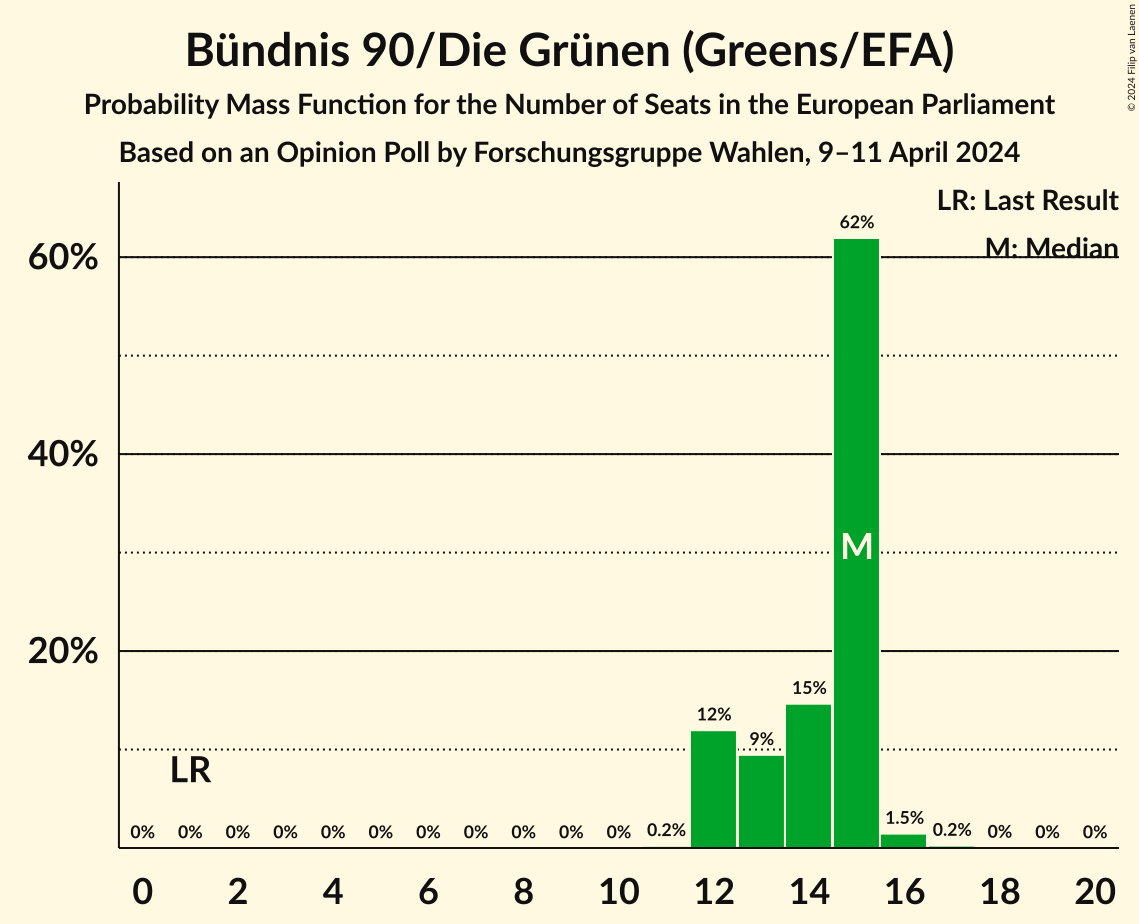 Bündnis 90/Die Grünen (Greens/EFA)
Probability Mass Function for the Number of Seats in the European Parliament
Based on an Opinion Poll by Forschungsgruppe Wahlen, 9–11 April 2024
© 2024 Filip van Laenen
LR: Last Result
M: Median
62%
60%
40%
M
20%
15%
12%
9%
LR
0% 0% 0% 0% 0% 0% 0% 0% 0% 0% 0% 0.2% 1.5% 0.2% 0% 0% 0%
0 2 4 6 8 10 12 14 16 18 20